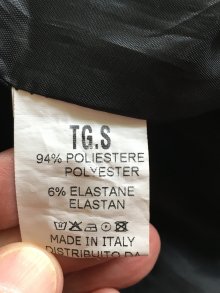 TG.S
94% POLIESTERE
POLYESTER
6% ELASTANE
ELASTAN
MADE IN ITALY
DISTRIBUITO DA